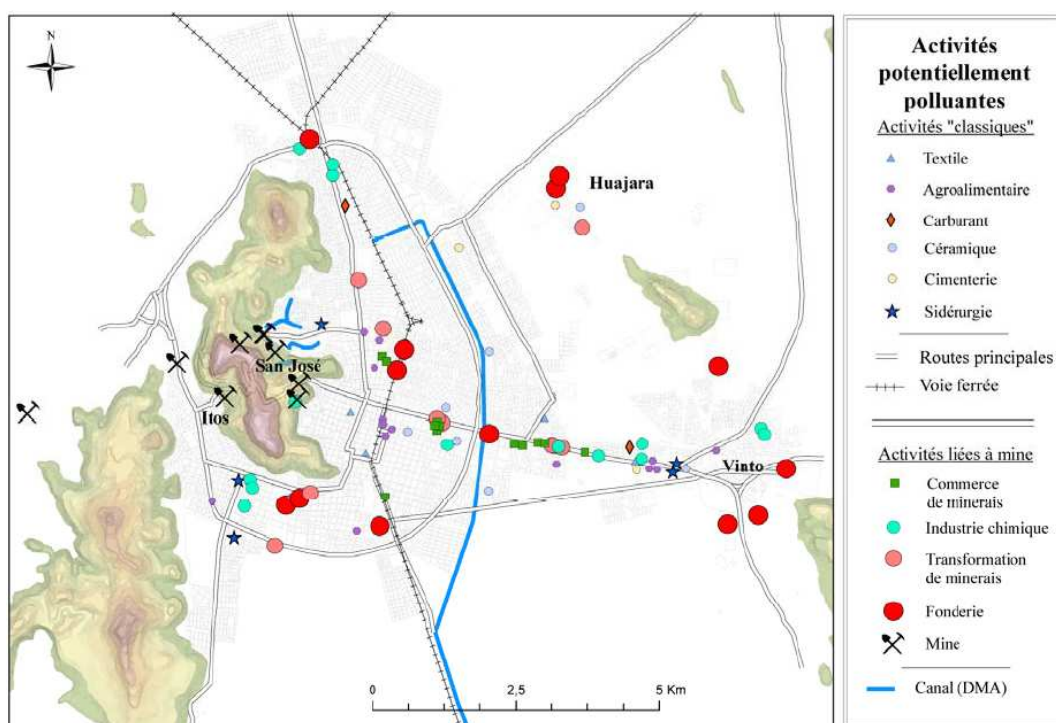 N
Huajara
San José
Itos
Vinto
0
2,5
5 Km
Activités
potentiellement
polluantes
Activités "classiques"
Textile
Agroalimentaire
Carburant
Céramique
Cimenterie
Sidérurgie
Routes principales
Voie ferrée
Activités liées à mine
Commerce
de minerais
Industrie chimique
Transformation
de minerais
Fonderie
Mine
Canal (DMA)